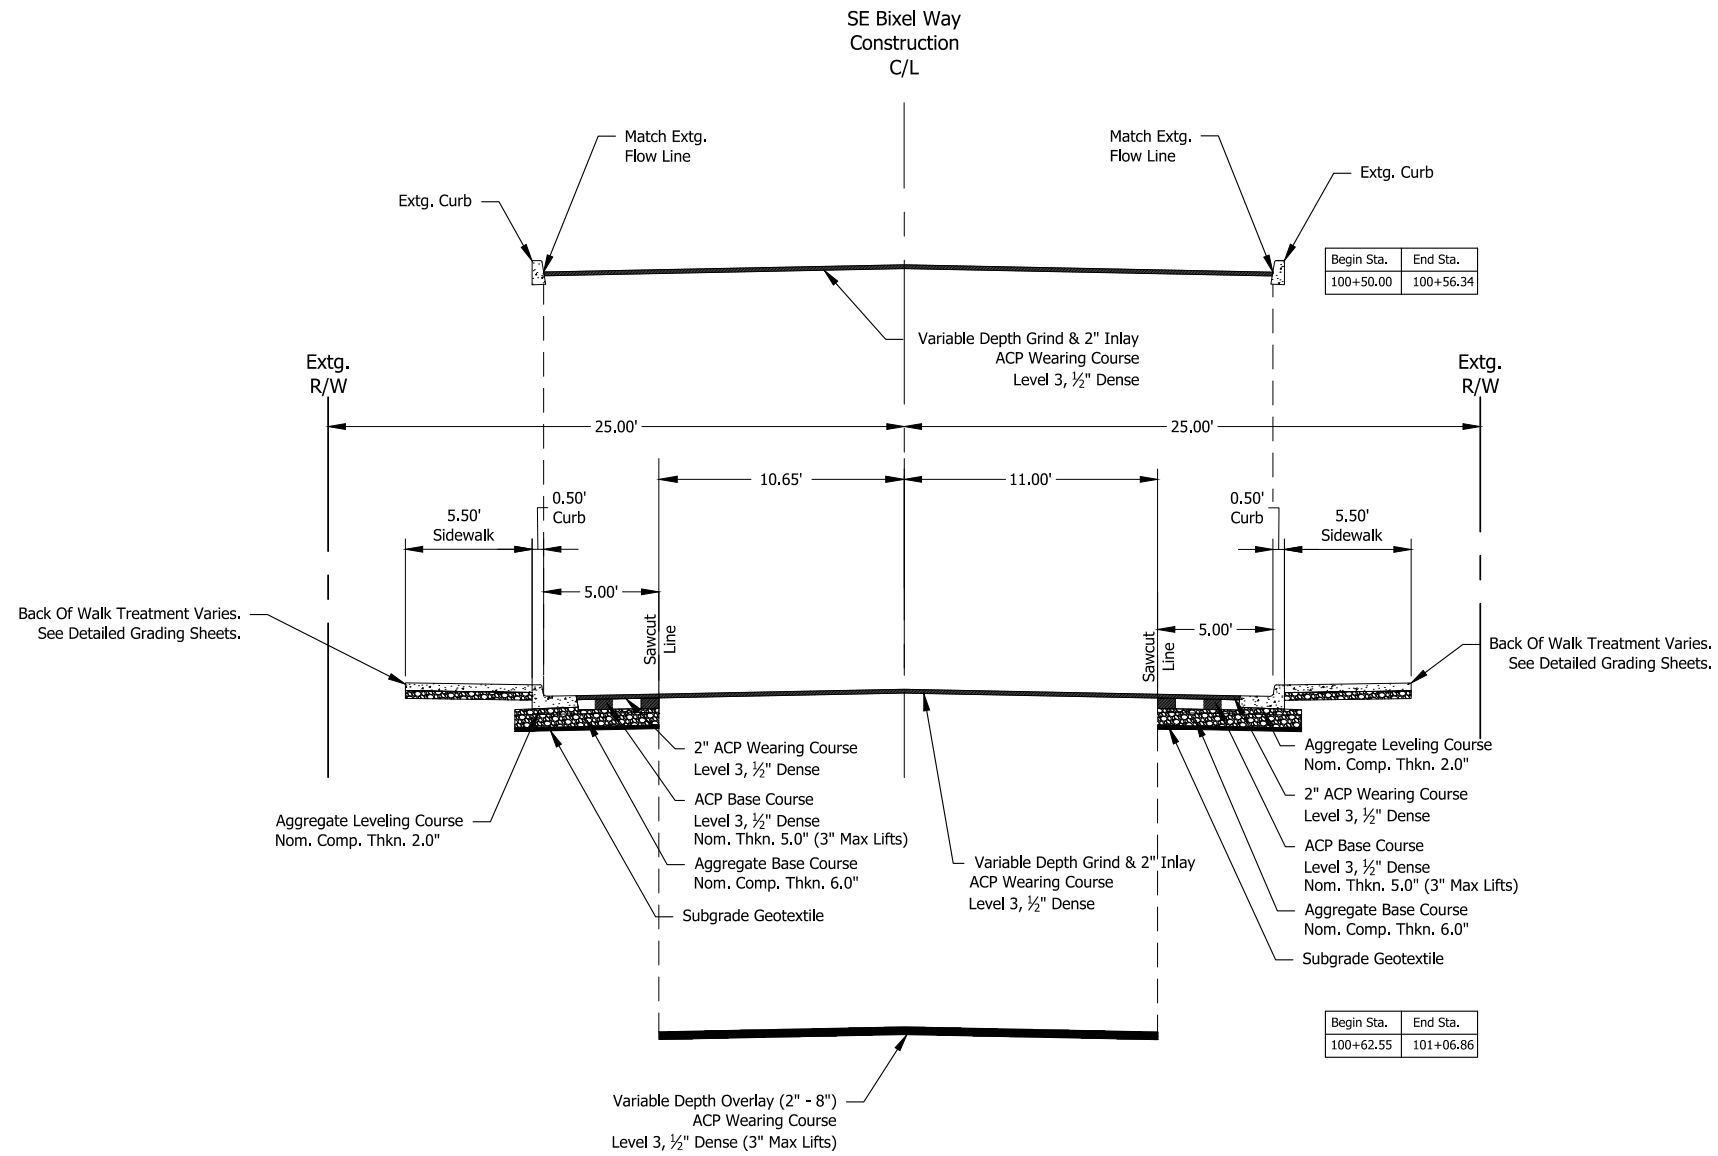 SE Bixel Way
Construction
C/L
Match Extg.
Flow Line
Match Extg.
Flow Line
Extg. Curb
Extg. Curb
Begin Sta. End Sta.
100+50.00 100+56.34
Variable Depth Grind & 2" Inlay
ACP Wearing Course
Level 3, ½" Dense
Extg.
R/W
Extg.
R/W
25.00'
25.00'
10.65'
11.00'
0.50'
Curb
0.50'
Curb
5.50'
Sidewalk
5.50'
Sidewalk
5.00'
5.00'
Sawcut
Line
Sawcut
Line
Back Of Walk Treatment Varies.
See Detailed Grading Sheets.
Back Of Walk Treatment Varies.
See Detailed Grading Sheets.
2" ACP Wearing Course
Level 3, ½" Dense
ACP Base Course
Level 3, ½" Dense
Nom. Thkn. 5.0" (3" Max Lifts)
Aggregate Base Course
Nom. Comp. Thkn. 6.0"
Subgrade Geotextile
Aggregate Leveling Course
Nom. Comp. Thkn. 2.0"
Variable Depth Grind & 2" Inlay
ACP Wearing Course
Level 3, ½" Dense
Aggregate Leveling Course
Nom. Comp. Thkn. 2.0"
2" ACP Wearing Course
Level 3, ½" Dense
ACP Base Course
Level 3, ½" Dense
Nom. Thkn. 5.0" (3" Max Lifts)
Aggregate Base Course
Nom. Comp. Thkn. 6.0"
Subgrade Geotextile
Begin Sta. End Sta.
100+62.55 101+06.86
Variable Depth Overlay (2" - 8")
ACP Wearing Course
Level 3, ½" Dense (3" Max Lifts)